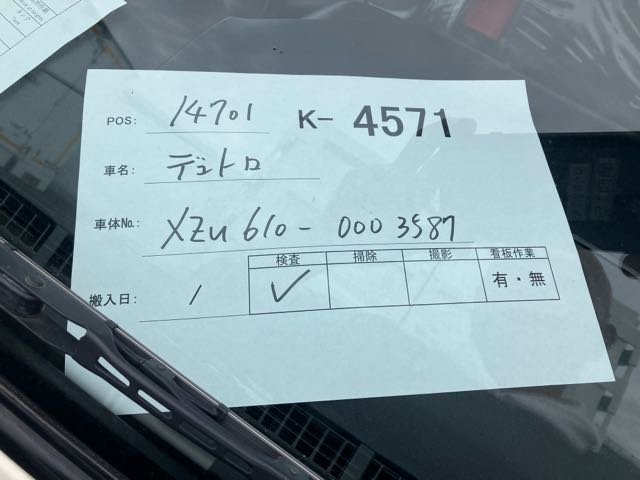 POS: 14701 K- 4571
車名: デュトロ
車体No.: XZU610-0003587
検査 掃除 撮影 看板作業
搬入日: / ✓ 有・無